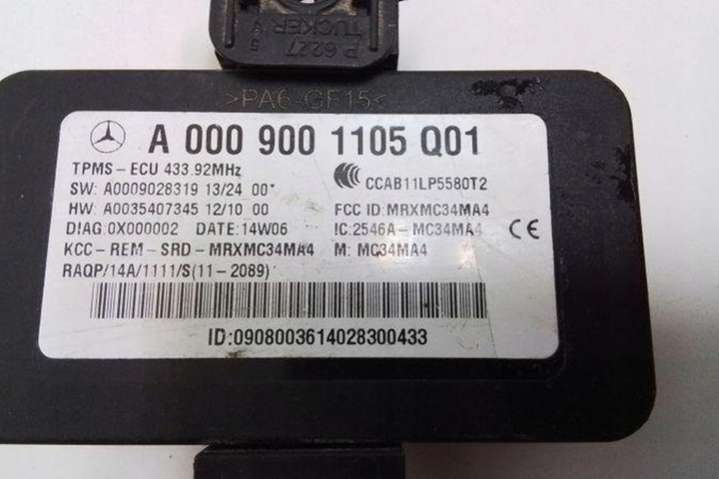 P 6227
TUCKER
5
>PA6-GF15<
A 000 900 1105 Q01
TPMS-ECU 433.92MHz
CCAB11LP5580T2
SW: A0009028319 13/24 00*
HW: A0035407345 12/10 00
FCC ID: MRXMC34MA4
DIAG:0X000002 DATE:14W06
IC:2546A-MC34MA4
CE
KCC-REM-SRD-MRXMC34MA4
M: MC34MA4
RAQP/14A/1111/S(11-2089)
ID:0908003614028300433